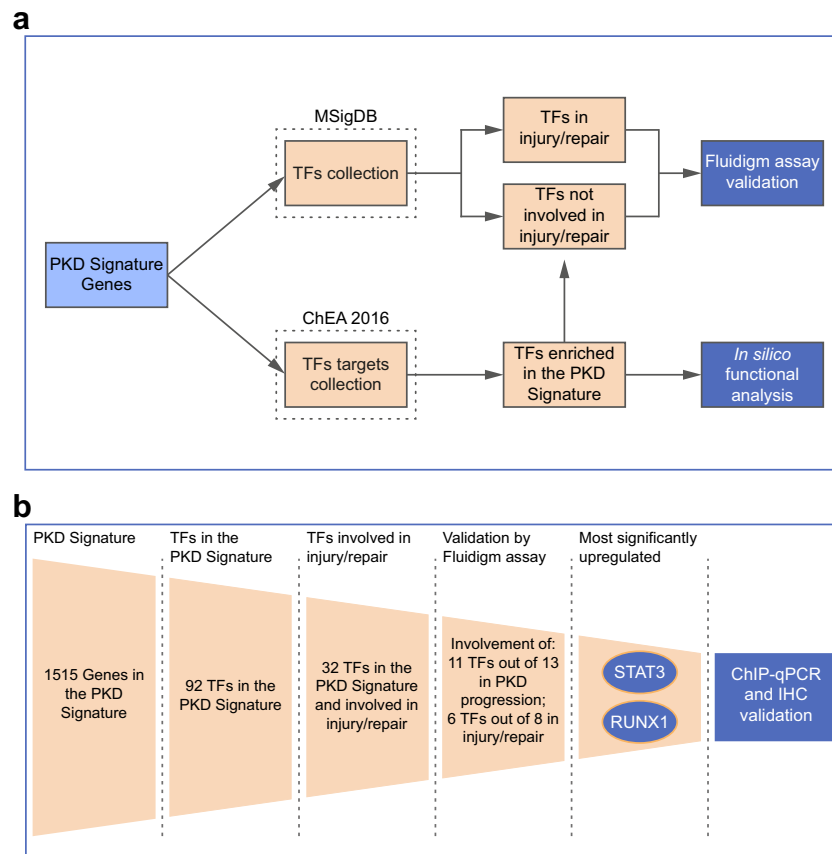 a
MSigDB
TFs collection
TFs in
injury/repair
TFs not
involved in
injury/repair
Fluidigm assay
validation
PKD Signature
Genes
ChEA 2016
TFs targets
collection
TFs enriched
in the PKD
Signature
In silico
functional
analysis
b
PKD Signature
TFs in the
PKD Signature
TFs involved in
injury/repair
Validation by
Fluidigm assay
Most significantly
upregulated
1515 Genes in
the PKD
Signature
92 TFs in the
PKD Signature
32 TFs in the
PKD Signature
and involved in
injury/repair
Involvement of:
11 TFs out of 13
in PKD
progression;
6 TFs out of 8 in
injury/repair
STAT3
RUNX1
ChIP-qPCR
and IHC
validation